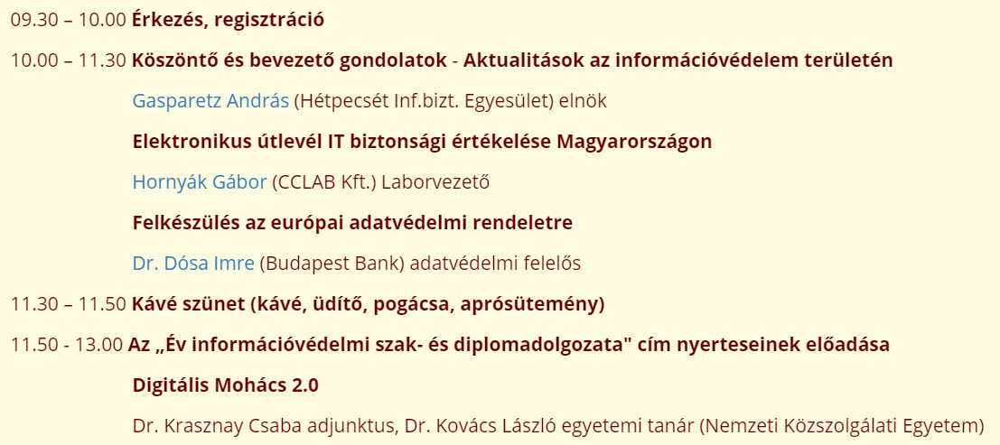 09.30 – 10.00 Érkezés, regisztráció
10.00 – 11.30 Köszöntő és bevezető gondolatok - Aktualitások az információvédelem területén
Gasparetz András (Hétpecsét Inf.bizt. Egyesület) elnök
Elektronikus útlevél IT biztonsági értékelése Magyarországon
Hornyák Gábor (CCLAB Kft.) Laborvezető
Felkészülés az európai adatvédelmi rendeletre
Dr. Dósa Imre (Budapest Bank) adatvédelmi felelős
11.30 – 11.50 Kávé szünet (kávé, üdítő, pogácsa, aprósütemény)
11.50 - 13.00 Az „Év információvédelmi szak- és diplomadolgozata" cím nyerteseinek előadása
Digitális Mohács 2.0
Dr. Krasznay Csaba adjunktus, Dr. Kovács László egyetemi tanár (Nemzeti Közszolgálati Egyetem)